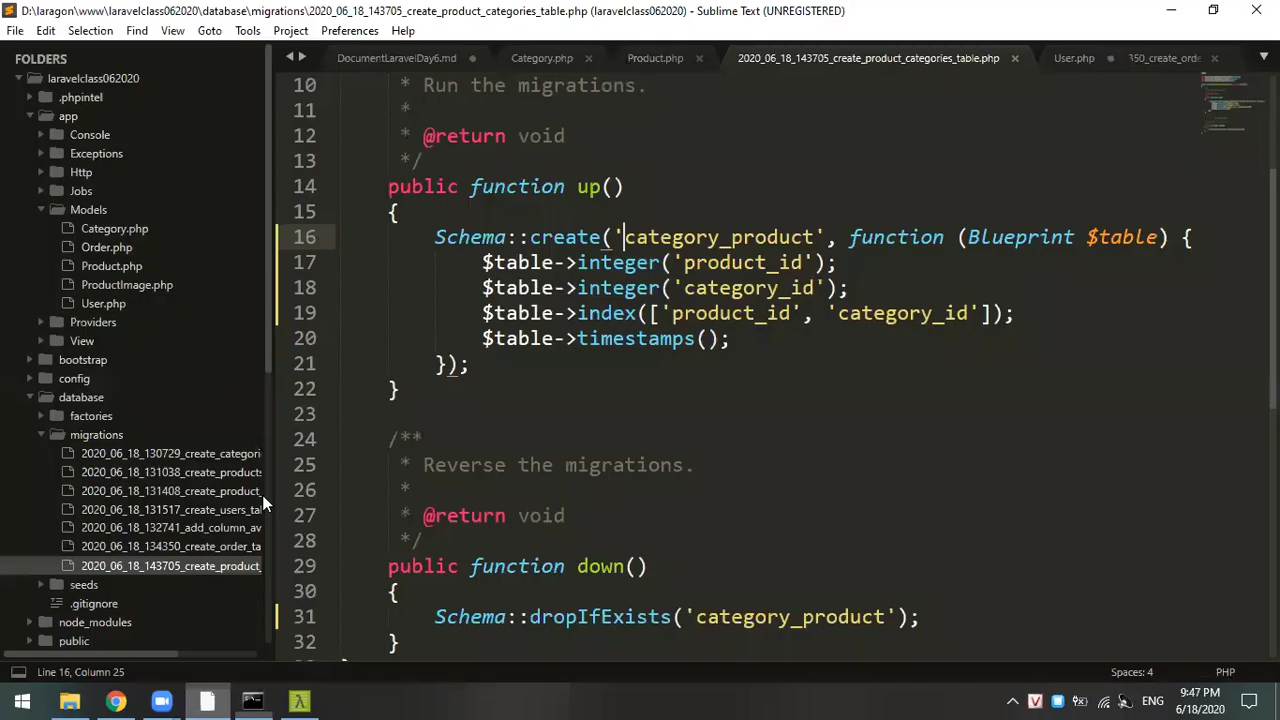 D:\laragon\www\laravelclass062020\database\migrations\2020_06_18_143705_create_product_categories_table.php (laravelclass062020) - Sublime Text (UNREGISTERED)
File Edit Selection Find View Goto Tools Project Preferences Help
FOLDERS
laravelclass062020
.phpintel
app
Console
Exceptions
Http
Jobs
Models
Category.php
Order.php
Product.php
ProductImage.php
User.php
Providers
View
bootstrap
config
database
factories
migrations
2020_06_18_130729_create_categori
2020_06_18_131038_create_products
2020_06_18_131408_create_product_
2020_06_18_131517_create_users_tal
2020_06_18_132741_add_column_av
2020_06_18_134350_create_order_ta
2020_06_18_143705_create_product_
seeds
.gitignore
node_modules
public
DocumentLaravelDay6.md Category.php Product.php 2020_06_18_143705_create_product_categories_table.php User.php 350_create_orde
10 * Run the migrations.
11 *
12 * @return void
13 */
14 public function up()
15 {
16 Schema::create('category_product', function (Blueprint $table) {
17 $table->integer('product_id');
18 $table->integer('category_id');
19 $table->index(['product_id', 'category_id']);
20 $table->timestamps();
21 });
22 }
23
24 /**
25 * Reverse the migrations.
26 *
27 * @return void
28 */
29 public function down()
30 {
31 Schema::dropIfExists('category_product');
32 }
Line 16, Column 25 Spaces: 4 PHP
ENG 9:47 PM
6/18/2020